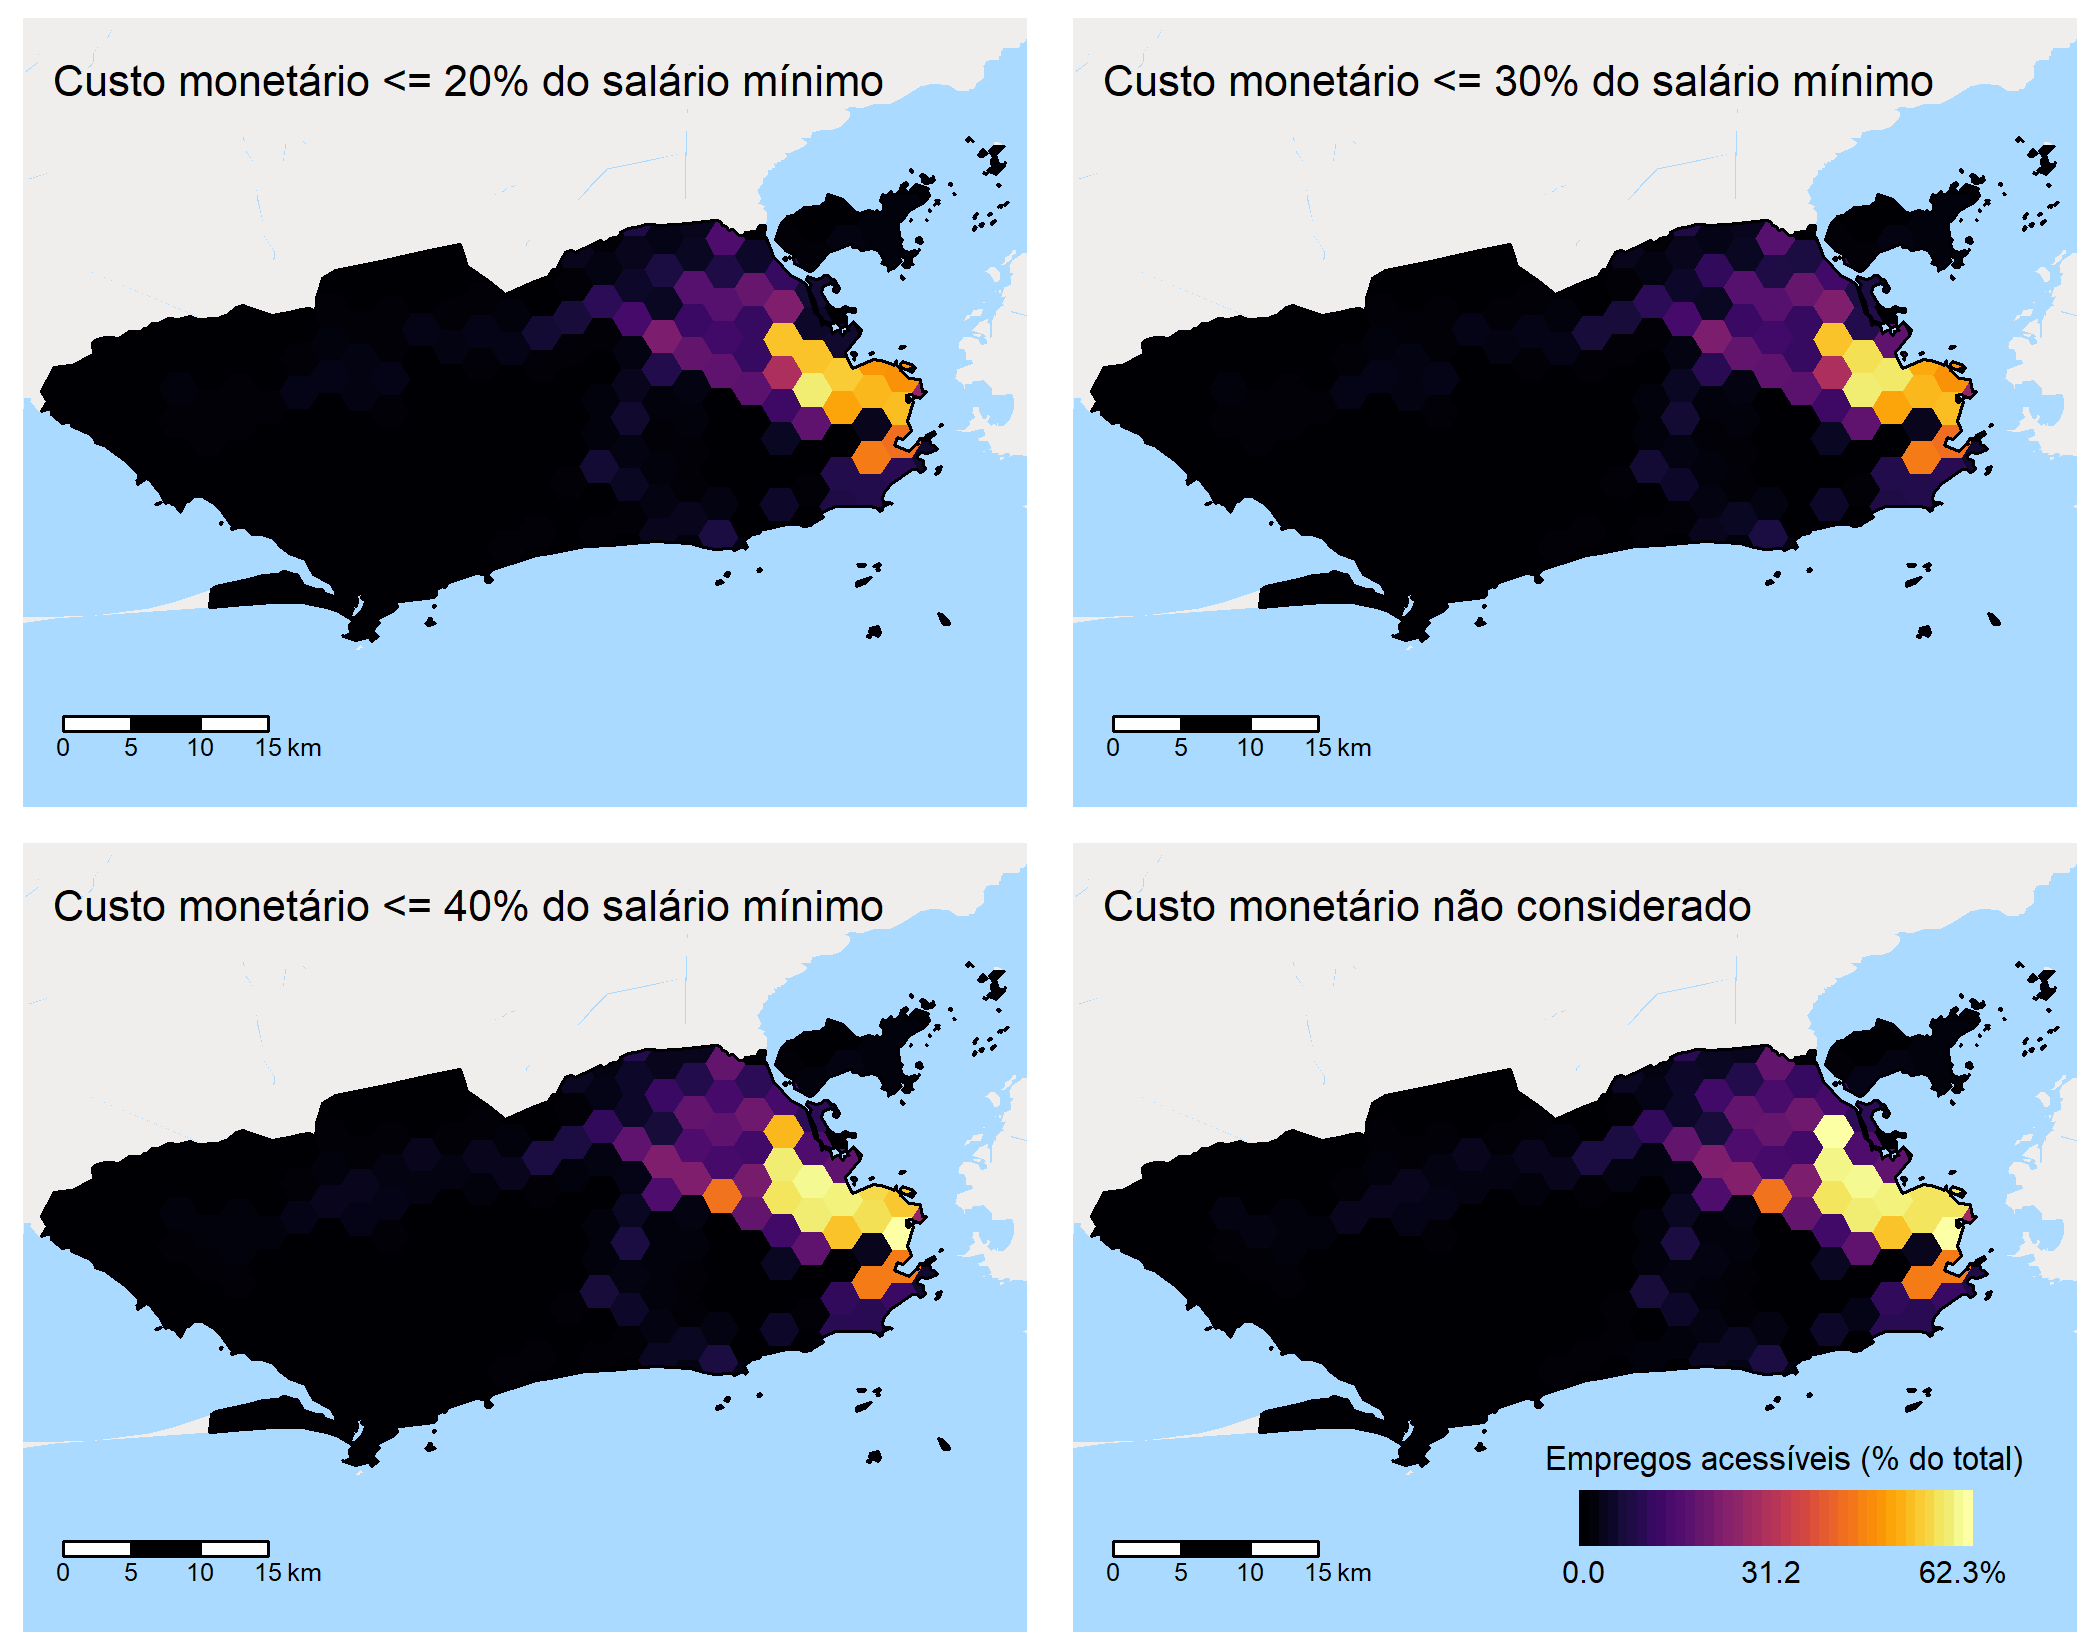 Custo monetário <= 20% do salário mínimo
0 5 10 15 km
Custo monetário <= 30% do salário mínimo
0 5 10 15 km
Custo monetário <= 40% do salário mínimo
0 5 10 15 km
Custo monetário não considerado
Empregos acessíveis (% do total)
0.0 31.2 62.3%
0 5 10 15 km